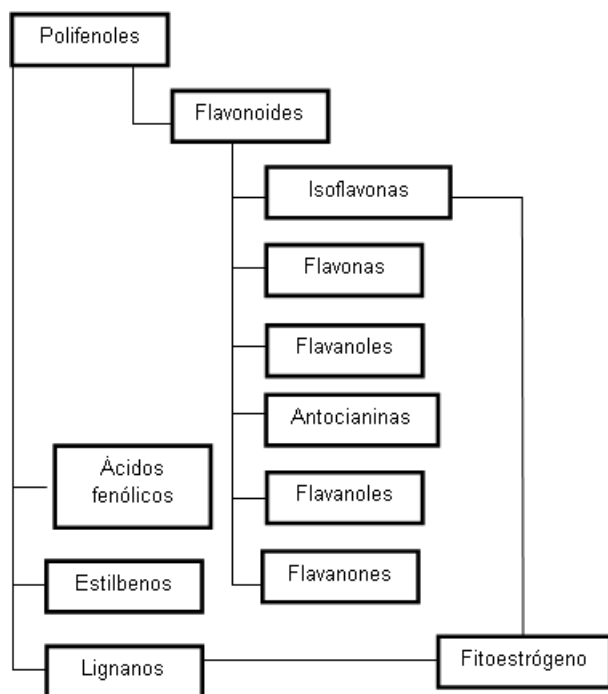 Polifenoles
Flavonoides
Isoflavonas
Flavonas
Flavanoles
Antocianinas
Ácidos
fenólicos
Flavanoles
Estilbenos
Flavanones
Lignanos
Fitoestrógeno